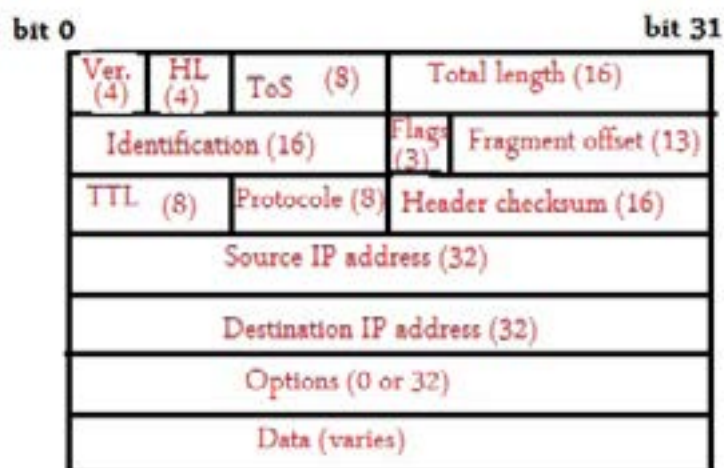 bit 0 bit 31
Ver. (4) HL (4) ToS (8) Total length (16)
Identification (16) Flags (3) Fragment offset (13)
TTL (8) Protocole (8) Header checksum (16)
Source IP address (32)
Destination IP address (32)
Options (0 or 32)
Data (varies)